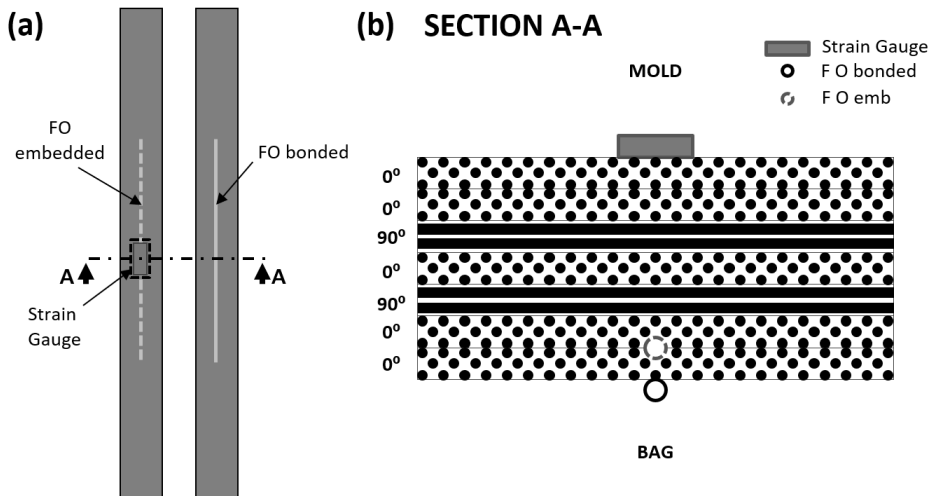 (a)
FO
embedded
FO bonded
A
A
Strain
Gauge
(b) SECTION A-A
Strain Gauge
F O bonded
F O emb
MOLD
0º
0º
90º
0º
90º
0º
0º
BAG